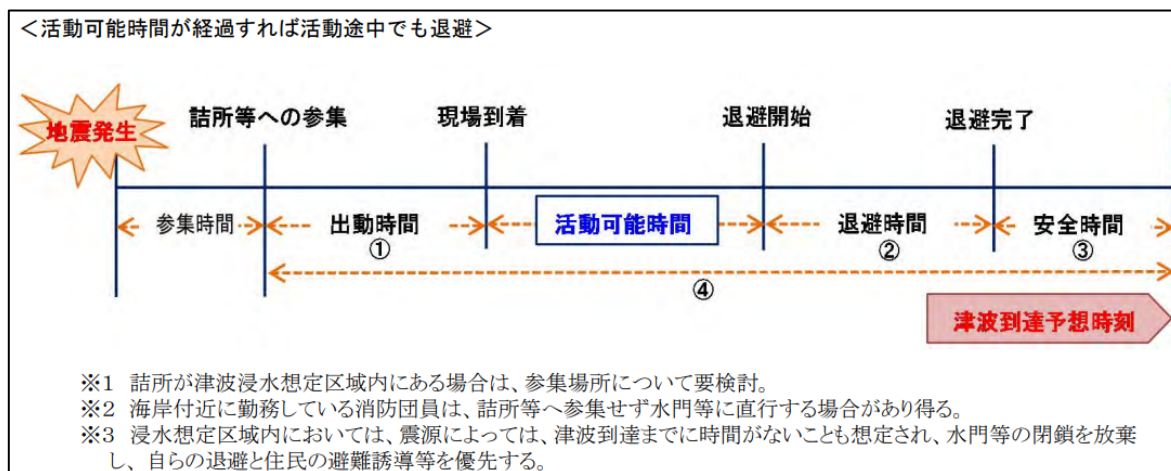 ＜活動可能時間が経過すれば活動途中でも退避＞
地震発生
詰所等への参集
現場到着
退避開始
退避完了
参集時間
出動時間
①
活動可能時間
退避時間
②
安全時間
③
④
津波到達予想時刻
※1 詰所が津波浸水想定区域内にある場合は、参集場所について要検討。
※2 海岸付近に勤務している消防団員は、詰所等へ参集せず水門等に直行する場合があり得る。
※3 浸水想定区域内においては、震源によっては、津波到達までに時間がないことも想定され、水門等の閉鎖を放棄
し、自らの退避と住民の避難誘導等を優先する。